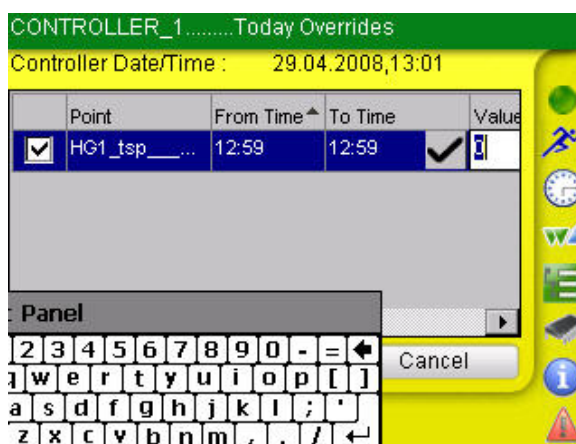 CONTROLLER_1.........Today Overrides
Controller Date/Time : 29.04.2008,13:01
Point From Time To Time Value
HG1_tsp___... 12:59 12:59 0
: Panel
2 3 4 5 6 7 8 9 0 - =
q w e r t y u i o p [ ]
a s d f g h j k l ; '
z x c v b n m , . /
Cancel